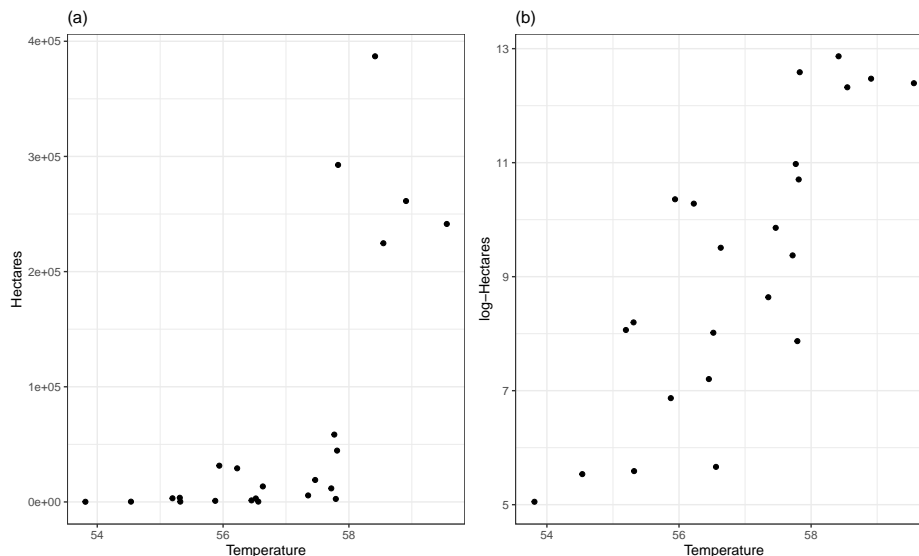 (a)
4e+05
3e+05
2e+05
1e+05
0e+00
Hectares
54
56
58
Temperature
(b)
13
11
9
7
5
log−Hectares
54
56
58
Temperature